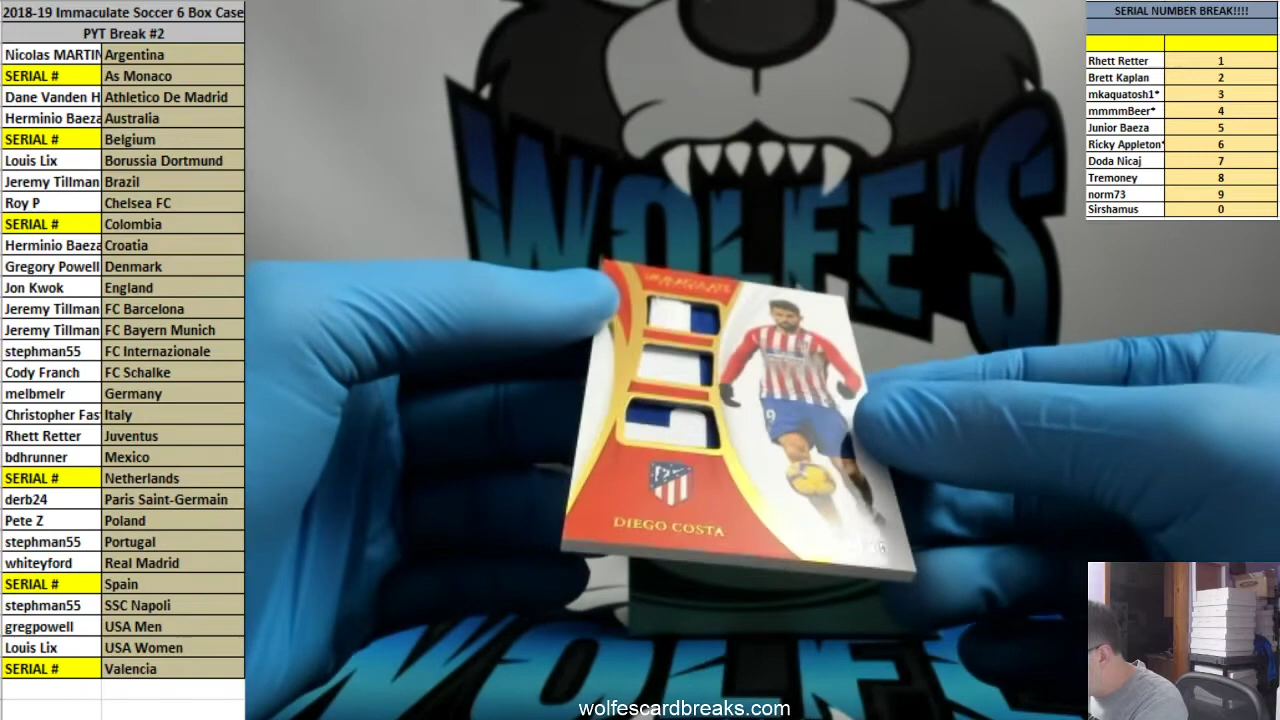 2018-19 Immaculate Soccer 6 Box Case
PYT Break #2
Nicolas MARTIN Argentina
SERIAL # As Monaco
Dane Vanden H Athletico De Madrid
Herminio Baeza Australia
SERIAL # Belgium
Louis Lix Borussia Dortmund
Jeremy Tillman Brazil
Roy P Chelsea FC
SERIAL # Colombia
Herminio Baeza Croatia
Gregory Powell Denmark
Jon Kwok England
Jeremy Tillman FC Barcelona
Jeremy Tillman FC Bayern Munich
stephman55 FC Internazionale
Cody Franch FC Schalke
melbmelr Germany
Christopher Fas Italy
Rhett Retter Juventus
bdhrunner Mexico
SERIAL # Netherlands
derb24 Paris Saint-Germain
Pete Z Poland
stephman55 Portugal
whiteyford Real Madrid
SERIAL # Spain
stephman55 SSC Napoli
gregpowell USA Men
Louis Lix USA Women
SERIAL # Valencia
WOLFE'S
IMMACULATE
9
DIEGO COSTA
WOLFE'S
wolfescardbreaks.com
SERIAL NUMBER BREAK!!!!
Rhett Retter 1
Brett Kaplan 2
mkaquatosh1* 3
mmmmBeer* 4
Junior Baeza 5
Ricky Appleton* 6
Doda Nicaj 7
Tremoney 8
norm73 9
Sirshamus 0